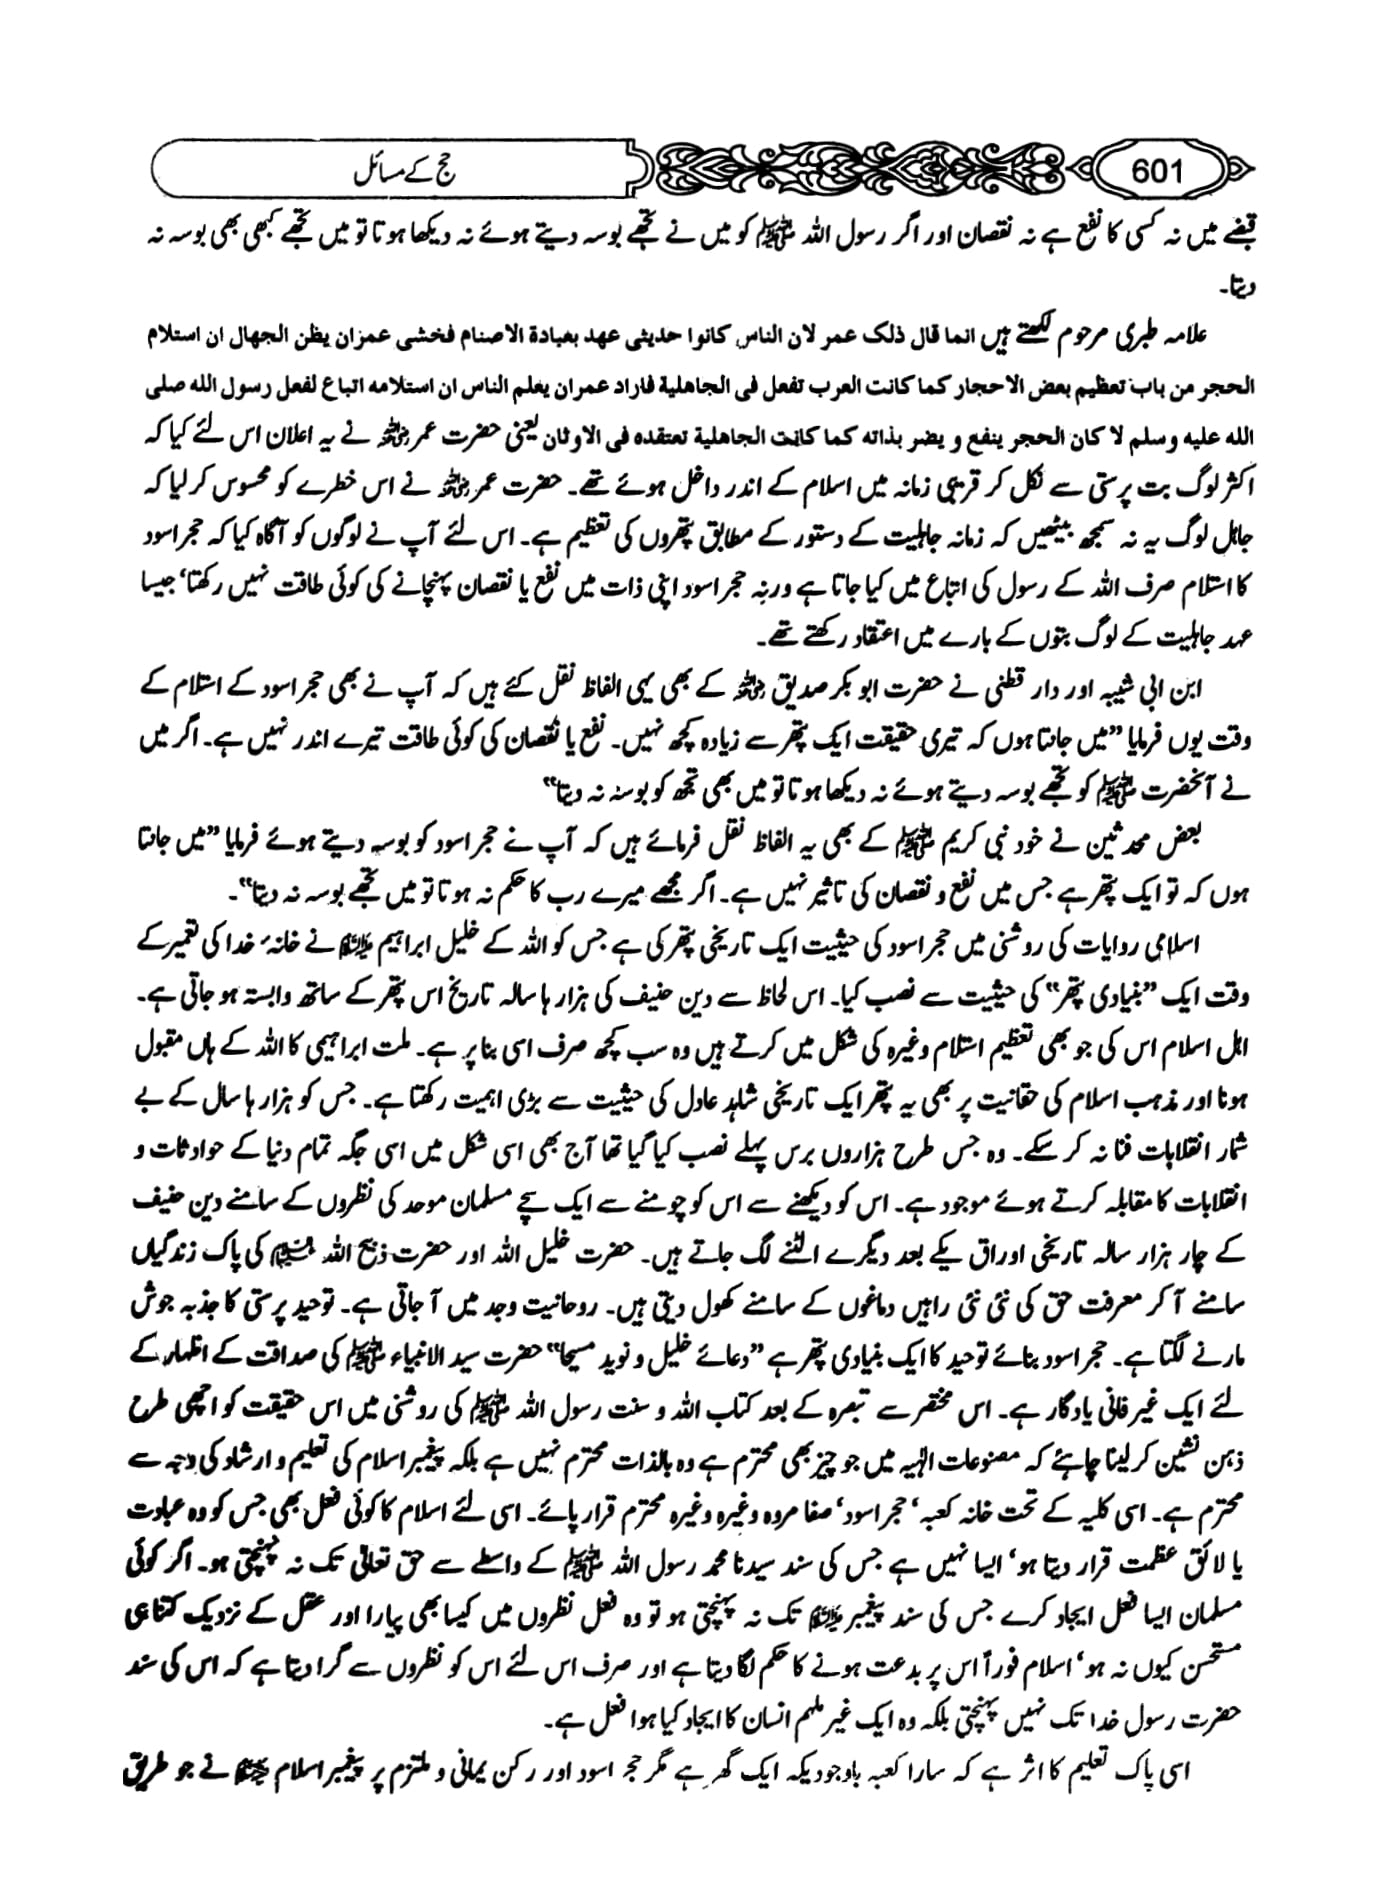 601
حج کے مسائل
قبضے میں نہ کسی کا نفع ہے نہ نقصان اور اگر رسول اللہ ﷺ کو میں نے تجھے بوسہ دیتے ہوئے نہ دیکھا ہوتا تو میں تجھے کبھی بھی بوسہ نہ
دیتا۔
علامہ طبری مرحوم لکھتے ہیں انما قال ذلک عمر لان الناس کانوا حدیثی عھد بعبادة الاصنام فخشی عمران یظن الجھال ان استلام
الحجر من باب تعظیم بعض الاحجار کما کانت العرب تفعل فی الجاھلیة فاراد عمران یعلم الناس ان استلامه اتباع لفعل رسول الله صلی
الله علیه وسلم لا کان الحجر ینفع و یضر بذاته کما کانت الجاھلیة تعتقده فی الاوثان یعنی حضرت عمر رضی اللہ عنہ نے یہ اعلان اس لئے کیا کہ
اکثر لوگ بت پرستی سے نکل کر قریبی زمانہ میں اسلام کے اندر داخل ہوئے تھے۔ حضرت عمر رضی اللہ عنہ نے اس خطرے کو محسوس کر لیا کہ
جاہل لوگ یہ نہ سمجھ بیٹھیں کہ زمانہ جاہلیت کے دستور کے مطابق پتھروں کی تعظیم ہے۔ اس لئے آپ نے لوگوں کو آگاہ کیا کہ حجر اسود
کا استلام صرف اللہ کے رسول کی اتباع میں کیا جاتا ہے ورنہ حجر اسود اپنی ذات میں نفع یا نقصان پہنچانے کی کوئی طاقت نہیں رکھتا‘ جیسا
عہد جاہلیت کے لوگ بتوں کے بارے میں اعتقاد رکھتے تھے۔
ابن ابی شیبہ اور دار قطنی نے حضرت ابو بکر صدیق رضی اللہ عنہ کے بھی یہی الفاظ نقل کئے ہیں کہ آپ نے بھی حجر اسود کے استلام کے
وقت یوں فرمایا ”میں جانتا ہوں کہ تیری حقیقت ایک پتھر سے زیادہ کچھ نہیں۔ نفع یا نقصان کی کوئی طاقت تیرے اندر نہیں ہے۔ اگر میں
نے آنحضرت ﷺ کو تجھے بوسہ دیتے ہوئے نہ دیکھا ہوتا تو میں بھی تجھ کو بوسہ نہ دیتا“
بعض محدثین نے خود نبی کریم ﷺ کے بھی یہ الفاظ نقل فرمائے ہیں کہ آپ نے حجر اسود کو بوسہ دیتے ہوئے فرمایا ”میں جانتا
ہوں کہ تو ایک پتھر ہے جس میں نفع و نقصان کی تاثیر نہیں ہے۔ اگر مجھے میرے رب کا حکم نہ ہوتا تو میں تجھے بوسہ نہ دیتا“۔
اسلامی روایات کی روشنی میں حجر اسود کی حیثیت ایک تاریخی پتھر کی ہے جس کو اللہ کے خلیل ابراہیم علیہ السلام نے خانہ خدا کی تعمیر کے
وقت ایک ”بنیادی پتھر“ کی حیثیت سے نصب کیا۔ اس لحاظ سے دین حنیف کی ہزار ہا سالہ تاریخ اس پتھر کے ساتھ وابستہ ہو جاتی ہے۔
اہل اسلام اس کی جو بھی تعظیم استلام وغیرہ کی شکل میں کرتے ہیں وہ سب کچھ صرف اسی بنا پر ہے۔ ملت ابراہیمی کا اللہ کے ہاں مقبول
ہونا اور مذہب اسلام کی حقانیت پر بھی یہ پتھر ایک تاریخی شاہد عادل کی حیثیت سے بڑی اہمیت رکھتا ہے۔ جس کو ہزار ہا سال کے بے
شمار انقلابات فنا نہ کر سکے۔ وہ جس طرح ہزاروں برس پہلے نصب کیا گیا تھا آج بھی اسی شکل میں اسی جگہ تمام دنیا کے حوادثات و
انقلابات کا مقابلہ کرتے ہوئے موجود ہے۔ اس کو دیکھنے سے اس کو چومنے سے ایک سچے مسلمان موحد کی نظروں کے سامنے دین حنیف
کے چار ہزار سالہ تاریخی اوراق یکے بعد دیگرے الٹنے لگ جاتے ہیں۔ حضرت خلیل اللہ اور حضرت ذبیح اللہ علیہما السلام کی پاک زندگیاں
سامنے آ کر معرفت حق کی نئی نئی راہیں دماغوں کے سامنے کھول دیتی ہیں۔ روحانیت وجد میں آ جاتی ہے۔ توحید پرستی کا جذبہ جوش
مارنے لگتا ہے۔ حجر اسود بنائے توحید کا ایک بنیادی پتھر ہے ”دعائے خلیل و نوید مسیحا“ حضرت سید الانبیاء ﷺ کی صداقت کے اظہار کے
لئے ایک غیر فانی یادگار ہے۔ اس مختصر سے تبصرہ کے بعد کتاب اللہ و سنت رسول اللہ ﷺ کی روشنی میں اس حقیقت کو اچھی طرح
ذہن نشین کر لینا چاہئے کہ مصنوعات الہیہ میں جو چیز بھی محترم ہے وہ بالذات محترم نہیں ہے بلکہ پیغمبر اسلام کی تعلیم و ارشاد کی وجہ سے
محترم ہے۔ اسی کلیہ کے تحت خانہ کعبہ‘ حجر اسود‘ صفا مروہ وغیرہ وغیرہ محترم قرار پائے۔ اسی لئے اسلام کا کوئی فعل بھی جس کو وہ عبادت
یا لائق عظمت قرار دیتا ہو‘ ایسا نہیں ہے جس کی سند سیدنا محمد رسول اللہ ﷺ کے واسطے سے حق تعالیٰ تک نہ پہنچتی ہو۔ اگر کوئی
مسلمان ایسا فعل ایجاد کرے جس کی سند پیغمبر ﷺ تک نہ پہنچتی ہو تو وہ فعل نظروں میں کیسا بھی پیارا اور عقل کے نزدیک کتنا ہی
مستحسن کیوں نہ ہو‘ اسلام فوراً اس پر بدعت ہونے کا حکم لگا دیتا ہے اور صرف اس لئے اس کو نظروں سے گرا دیتا ہے کہ اس کی سند
حضرت رسول خدا تک نہیں پہنچتی بلکہ وہ ایک غیر ملہم انسان کا ایجاد کیا ہوا فعل ہے۔
اسی پاک تعلیم کا اثر ہے کہ سارا کعبہ باوجودیکہ ایک گھر ہے مگر حجر اسود اور رکن یمانی و ملتزم پر پیغمبر اسلام ﷺ نے جو طریق